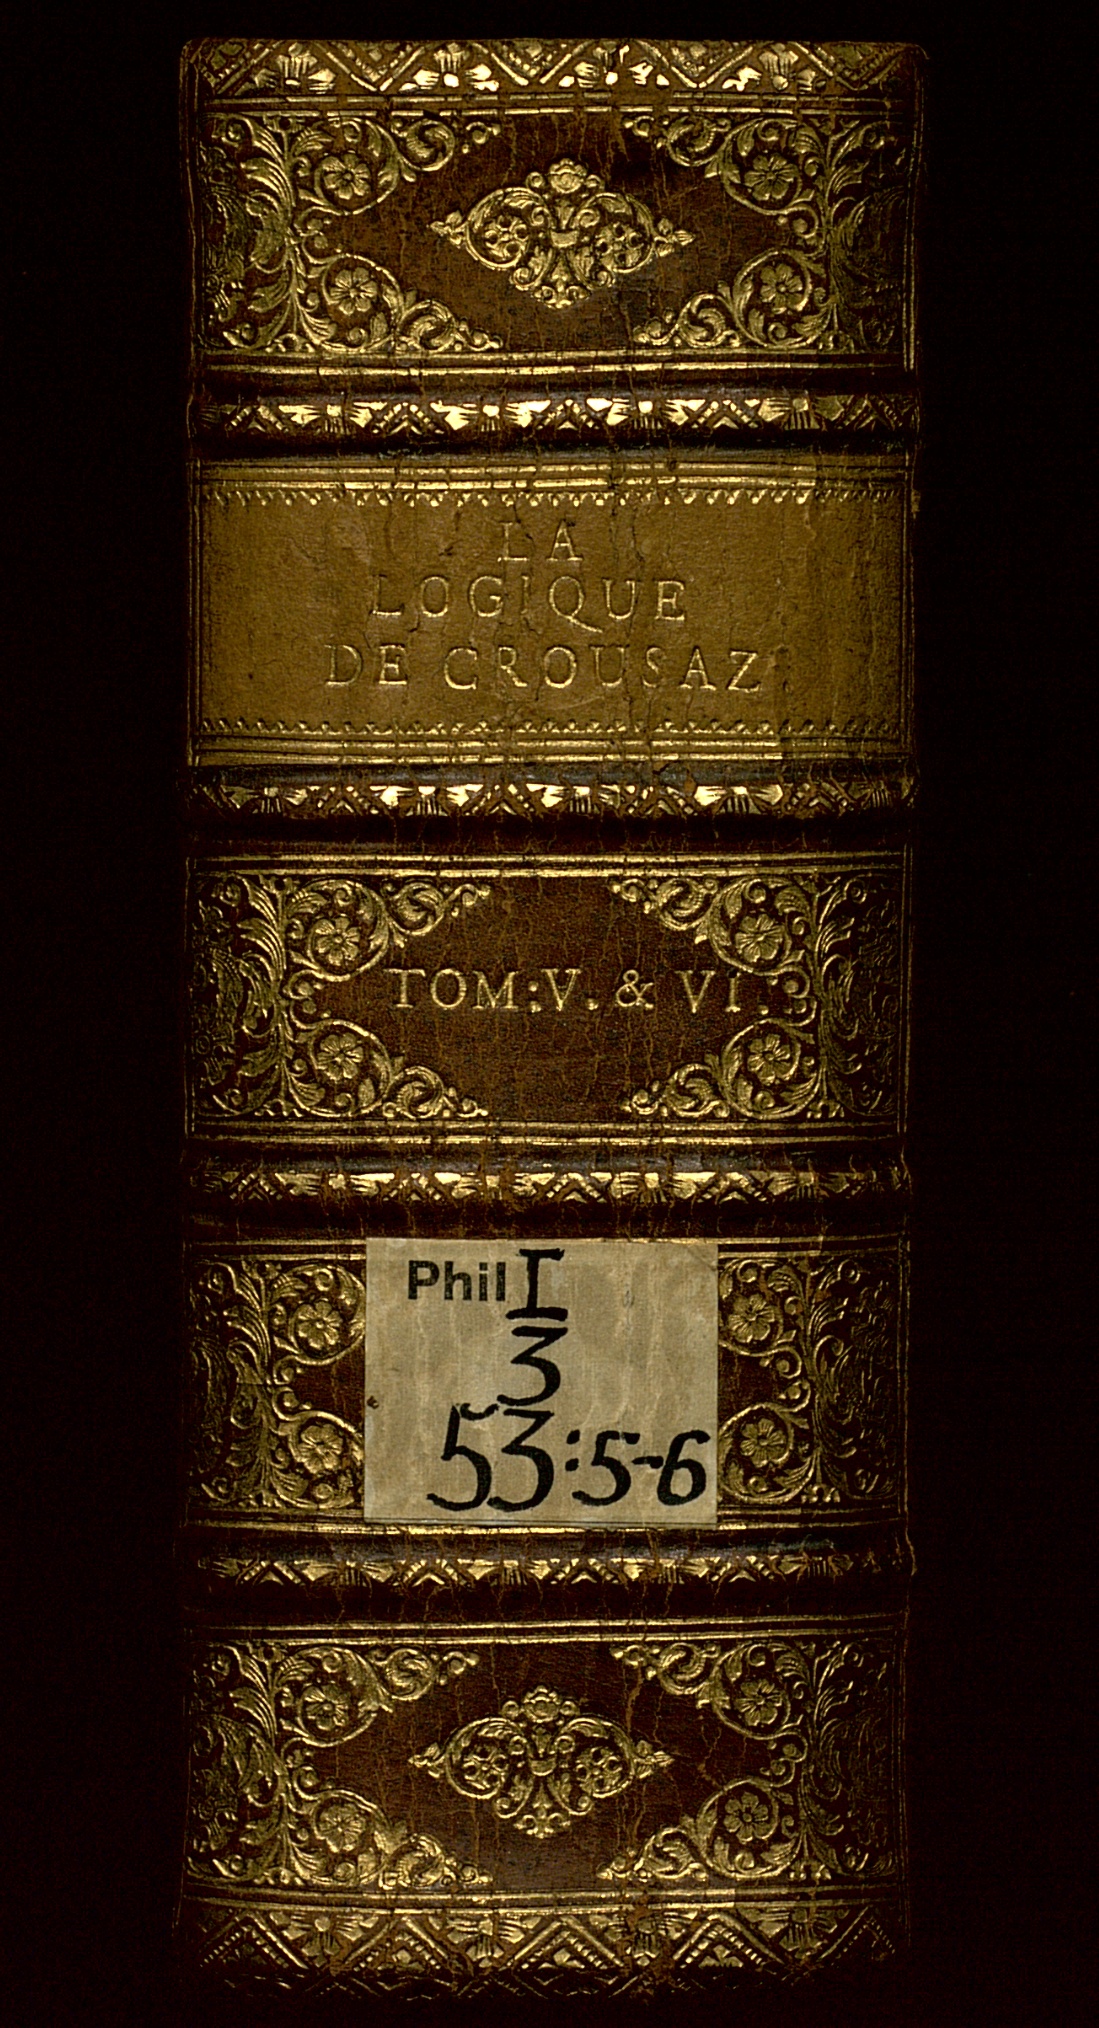 LA
LOGIQUE
DE CROUSAZ
TOM:V. & VI.
Phil I
3
53:5-6